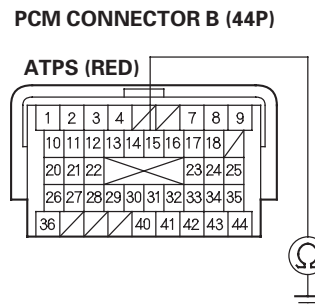 PCM CONNECTOR B (44P)
ATPS (RED)
1 2 3 4 7 8 9
10 11 12 13 14 15 16 17 18
20 21 22 23 24 25
26 27 28 29 30 31 32 33 34 35
36 40 41 42 43 44
Ω